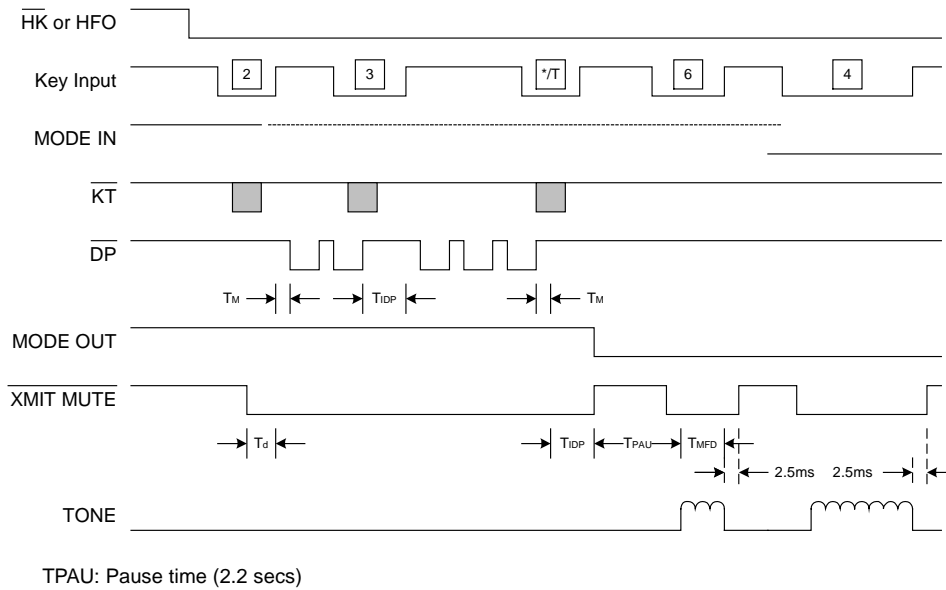 HK or HFO
Key Input
2
3
*/T
6
4
MODE IN
KT
DP
TM
TIDP
TM
MODE OUT
XMIT MUTE
Td
TIDP
TPAU
TMFD
2.5ms
2.5ms
TONE
TPAU: Pause time (2.2 secs)